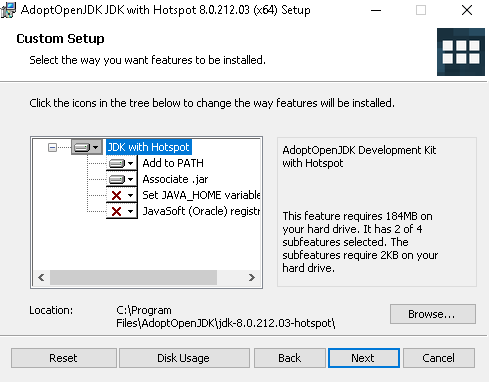 AdoptOpenJDK JDK with Hotspot 8.0.212.03 (x64) Setup
Custom Setup
Select the way you want features to be installed.
Click the icons in the tree below to change the way features will be installed.
JDK with Hotspot
Add to PATH
Associate .jar
Set JAVA_HOME variable
JavaSoft (Oracle) registr
AdoptOpenJDK Development Kit
with Hotspot
This feature requires 184MB on
your hard drive. It has 2 of 4
subfeatures selected. The
subfeatures require 2KB on your
hard drive.
Location: C:\Program
Files\AdoptOpenJDK\jdk-8.0.212.03-hotspot\
Browse...
Reset Disk Usage Back Next Cancel